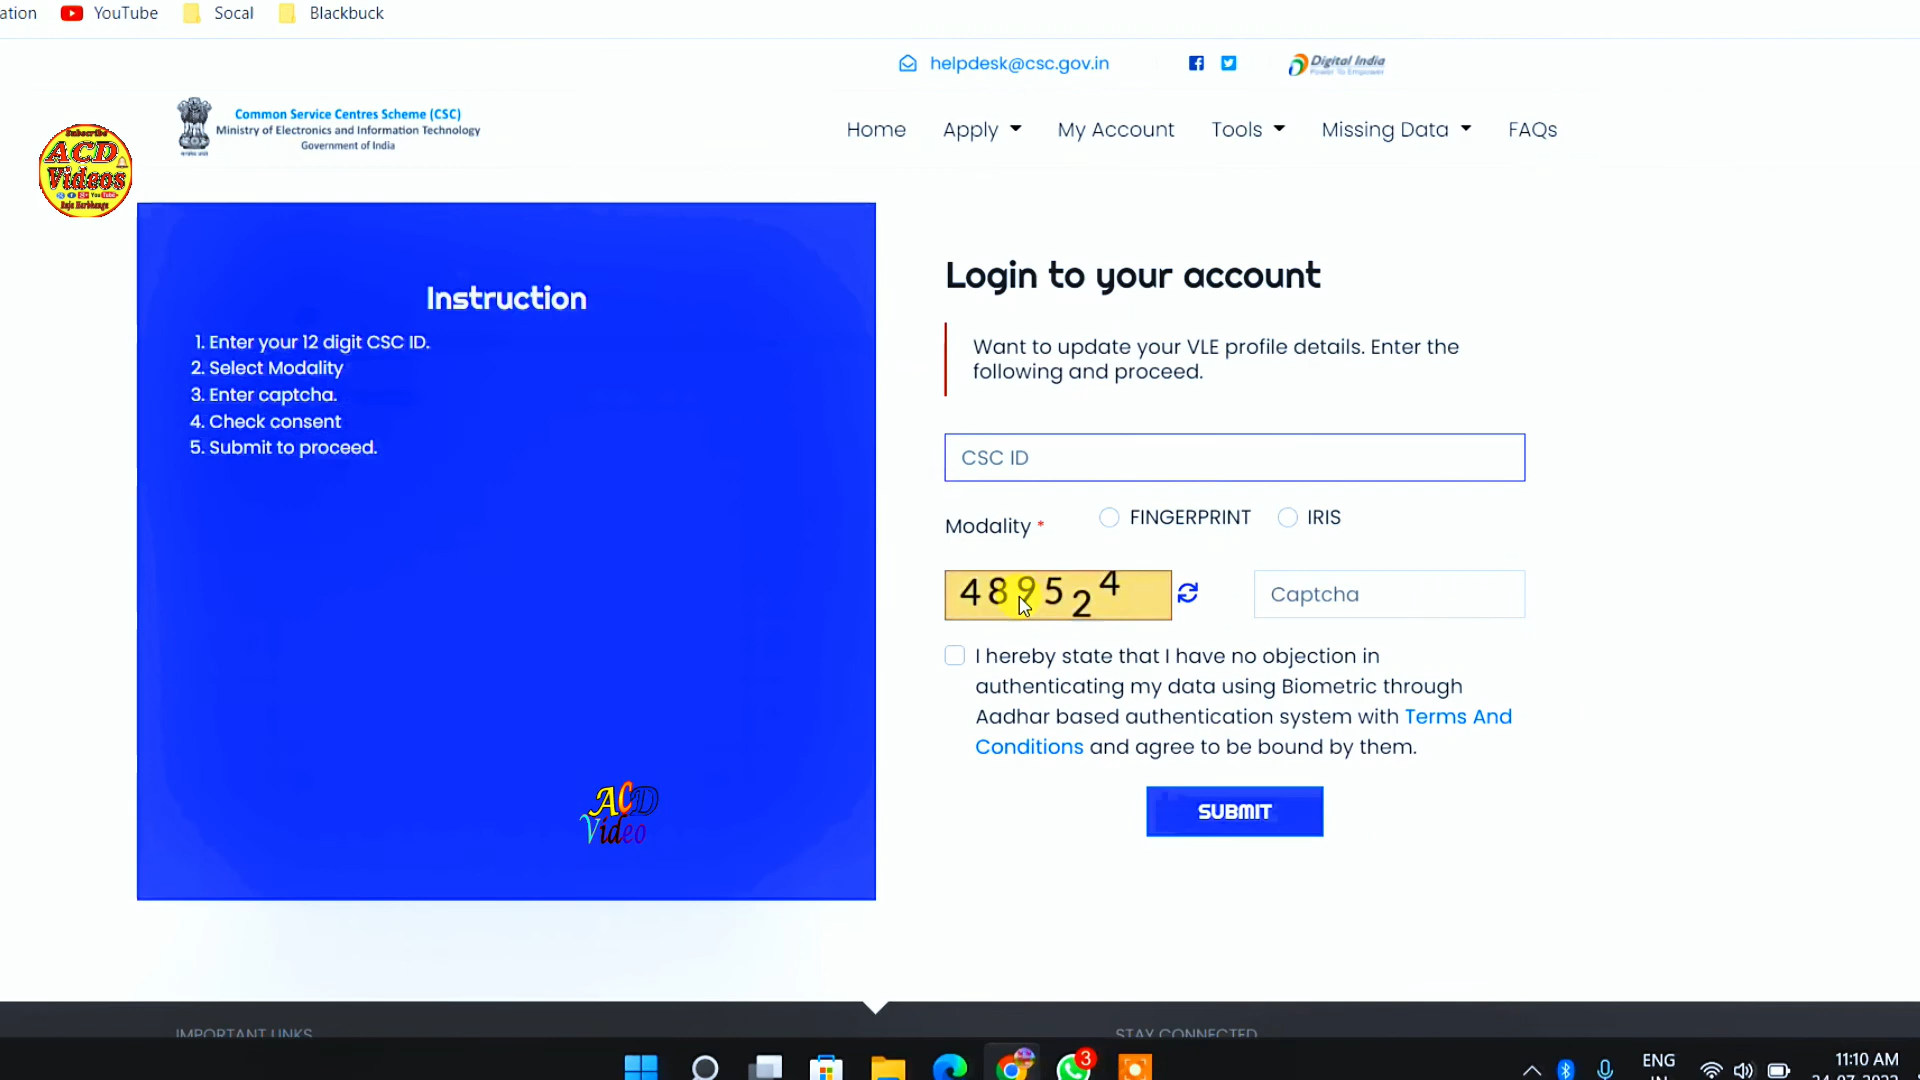 ation YouTube Socal Blackbuck
helpdesk@csc.gov.in Digital India
Power To Empower
Common Service Centres Scheme (CSC)
Ministry of Electronics and Information Technology
Government of India
Home Apply My Account Tools Missing Data FAQs
Subscribe
ACD
Videos
Instruction
1. Enter your 12 digit CSC ID.
2. Select Modality
3. Enter captcha.
4. Check consent
5. Submit to proceed.
ACD
Video
Login to your account
Want to update your VLE profile details. Enter the
following and proceed.
CSC ID
Modality * FINGERPRINT IRIS
489524 Captcha
I hereby state that I have no objection in
authenticating my data using Biometric through
Aadhar based authentication system with Terms And
Conditions and agree to be bound by them.
SUBMIT
IMPORTANT LINKS STAY CONNECTED
3
ENG 11:10 AM